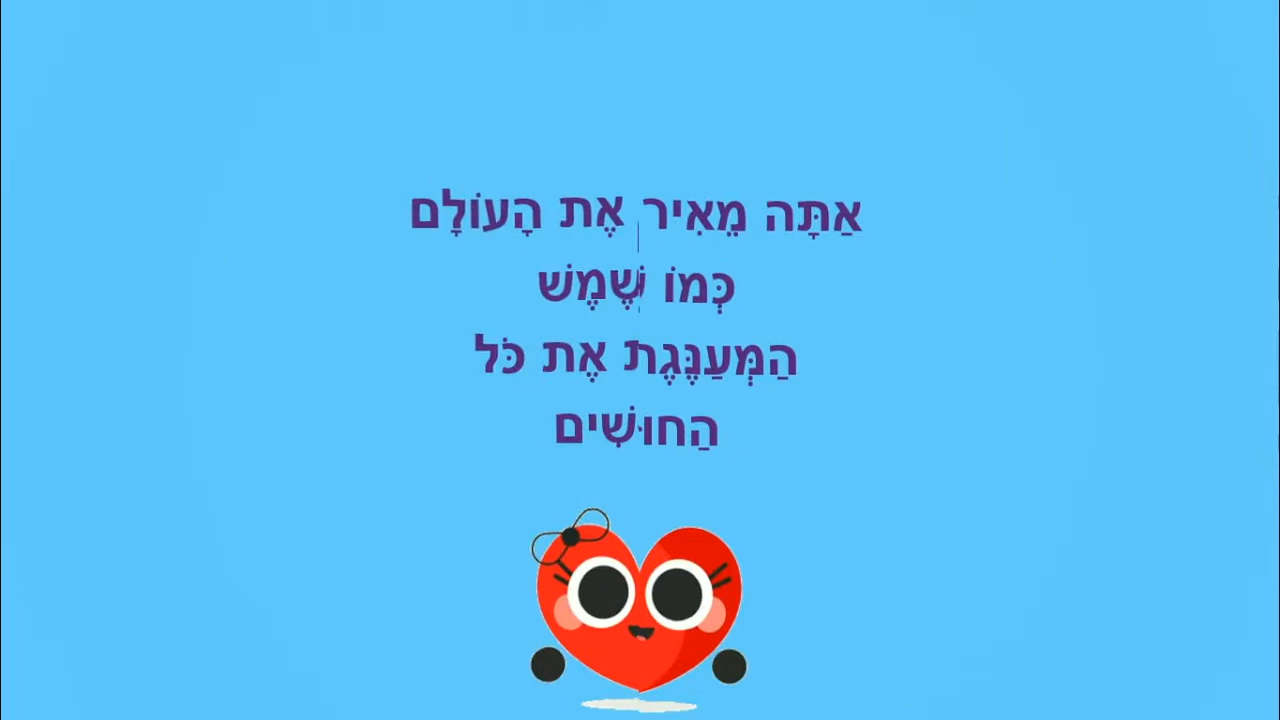 אַתָּה מֵאִיר אֶת הָעוֹלָם
כְּמוֹ שֶׁמֶשׁ
הַמְּעַנֶּגֶת אֶת כֹּל
הַחוּשִׁים